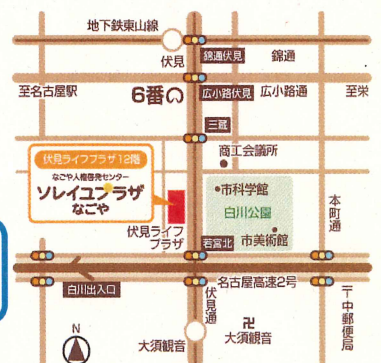 地下鉄東山線
伏見
錦通伏見
錦通
至名古屋駅
6番
広小路伏見
広小路通
至栄
三蔵
商工会議所
伏見ライフプラザ12階
なごや人権啓発センター
ソレイユプラザ
なごや
市科学館
白川公園
市美術館
本町通
伏見ライフ
プラザ
若宮北
白川出入口
名古屋高速2号
伏見通
〒中郵便局
N
大須観音
卍
大須観音